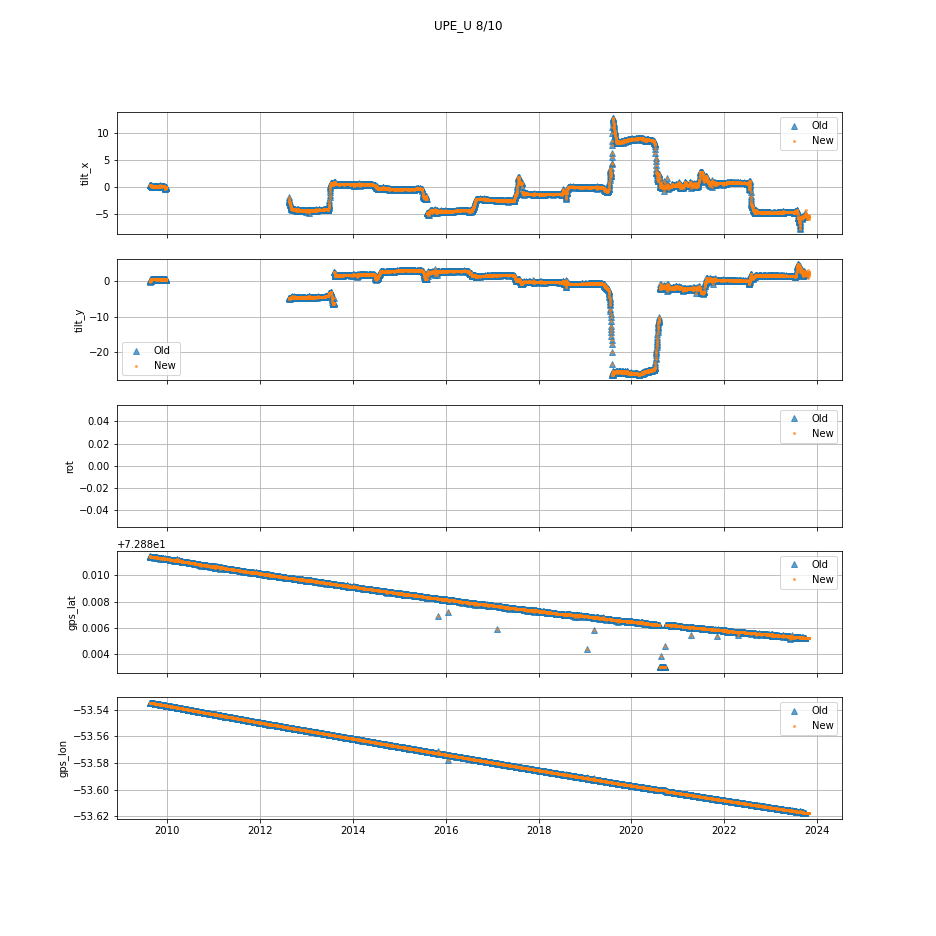 UPE_U 8/10
10
5
0
−5
tilt_x
Old
New
0
−10
−20
tilt_y
Old
New
0.04
0.02
0.00
−0.02
−0.04
rot
Old
New
+7.288e1
0.010
0.008
0.006
0.004
gps_lat
Old
New
−53.54
−53.56
−53.58
−53.60
−53.62
gps_lon
Old
New
2010 2012 2014 2016 2018 2020 2022 2024